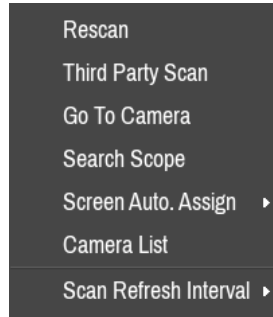 Rescan
Third Party Scan
Go To Camera
Search Scope
Screen Auto. Assign
Camera List
Scan Refresh Interval